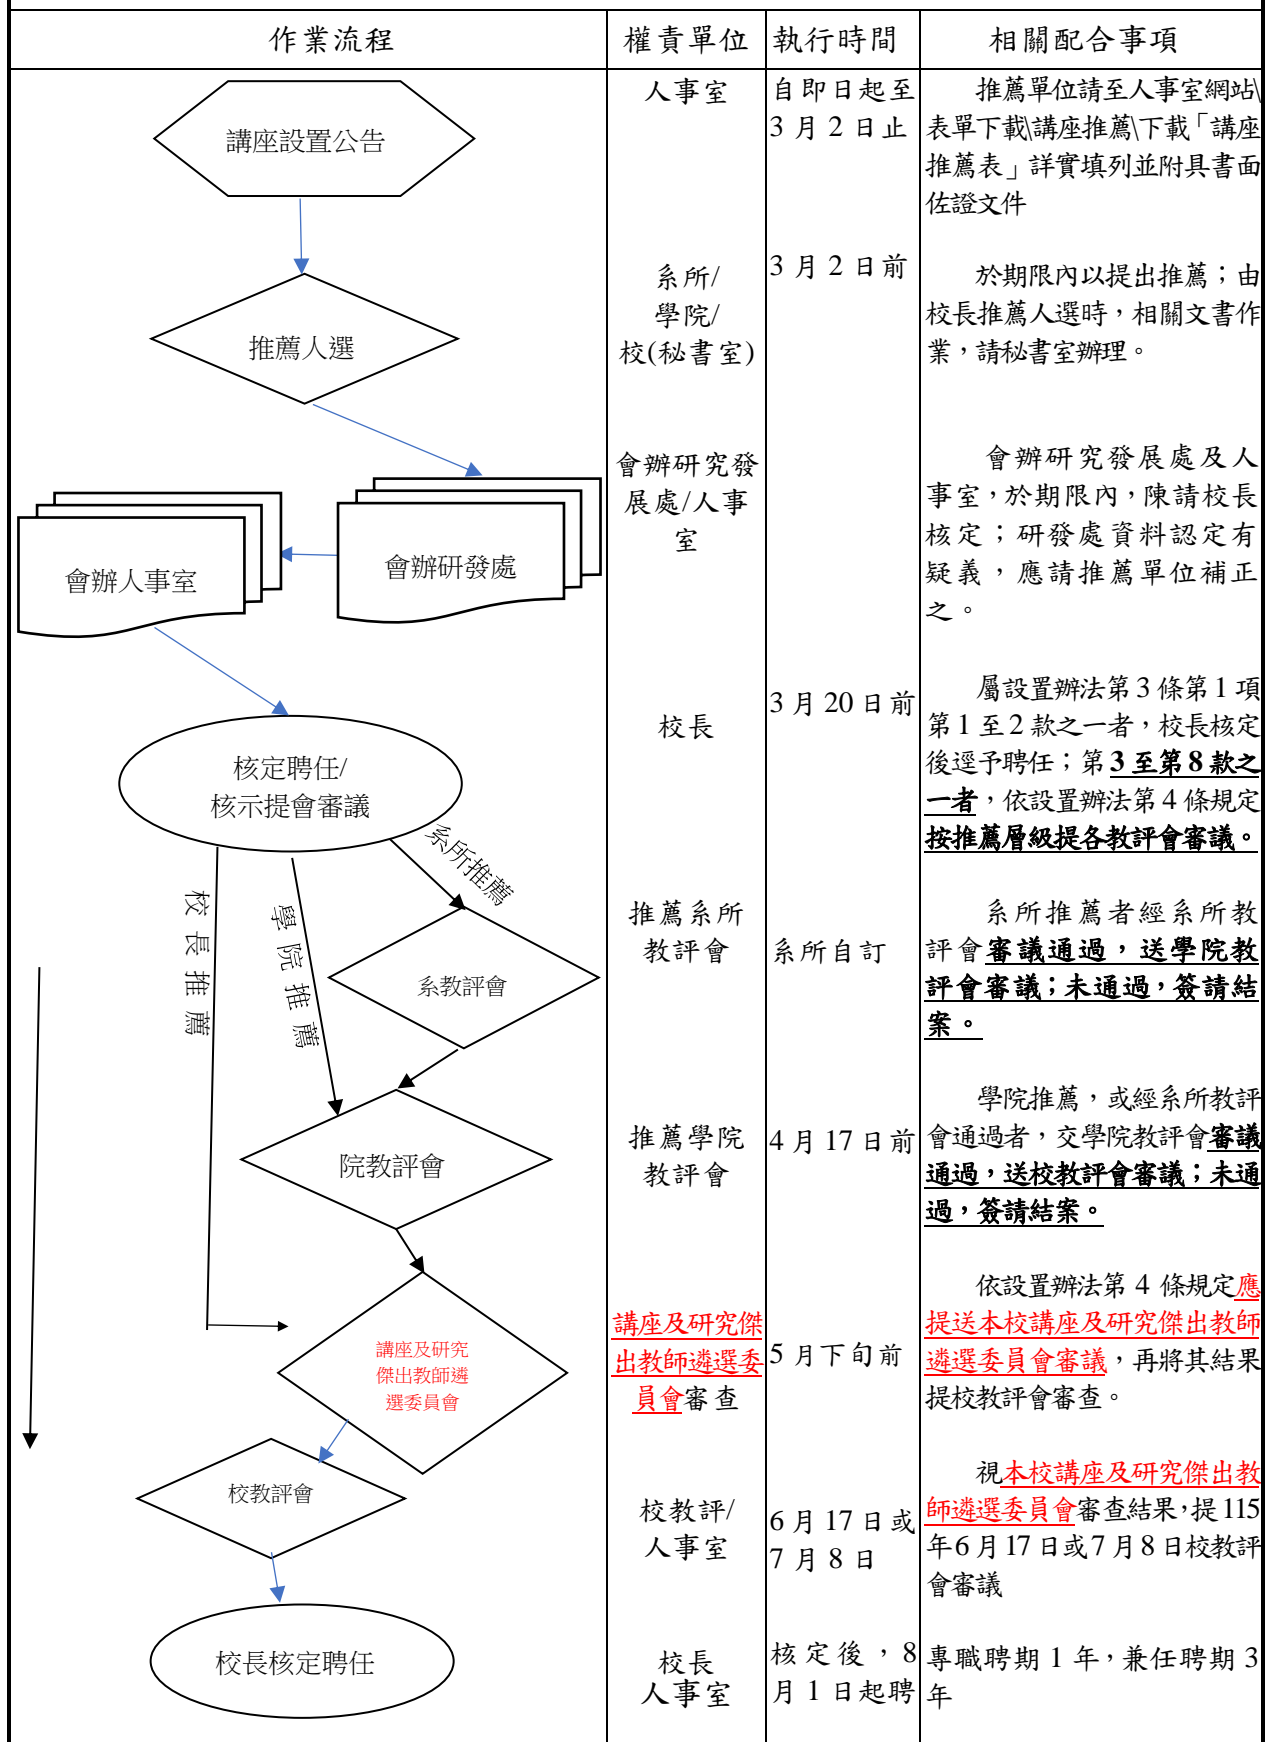 作業流程
權責單位
執行時間
相關配合事項
講座設置公告
人事室
自即日起至
3 月 2 日止
推薦單位請至人事室網站\
表單下載\講座推薦\下載「講座
推薦表」詳實填列並附具書面
佐證文件
推薦人選
系所/
學院/
校(秘書室)
3 月 2 日前
於期限內以提出推薦；由
校長推薦人選時，相關文書作
業，請秘書室辦理。
會辦人事室
會辦研發處
會辦研究發
展處/人事
室
會辦研究發展處及人
事室，於期限內，陳請校長
核定；研發處資料認定有
疑義，應請推薦單位補正
之。
核定聘任/
核示提會審議
校長
3 月 20 日前
屬設置辦法第 3 條第 1 項
第 1 至 2 款之一者，校長核定
後逕予聘任；第 3 至第 8 款之
一者，依設置辦法第 4 條規定
按推薦層級提各教評會審議。
校長推薦
學院推薦
系所推薦
系教評會
推薦系所
教評會
系所自訂
系所推薦者經系所教
評會審議通過，送學院教
評會審議；未通過，簽請結
案。
院教評會
推薦學院
教評會
4 月 17 日前
學院推薦，或經系所教評
會通過者，交學院教評會審議
通過，送校教評會審議；未通
過，簽請結案。
講座及研究
傑出教師遴
選委員會
講座及研究傑
出教師遴選委
員會審查
5 月下旬前
依設置辦法第 4 條規定應
提送本校講座及研究傑出教師
遴選委員會審議，再將其結果
提校教評會審查。
校教評會
校教評/
人事室
6 月 17 日或
7 月 8 日
視本校講座及研究傑出教
師遴選委員會審查結果，提 115
年 6 月 17 日或 7 月 8 日校教評
會審議
校長核定聘任
校長
人事室
核定後，8
月 1 日起聘
專職聘期 1 年，兼任聘期 3
年